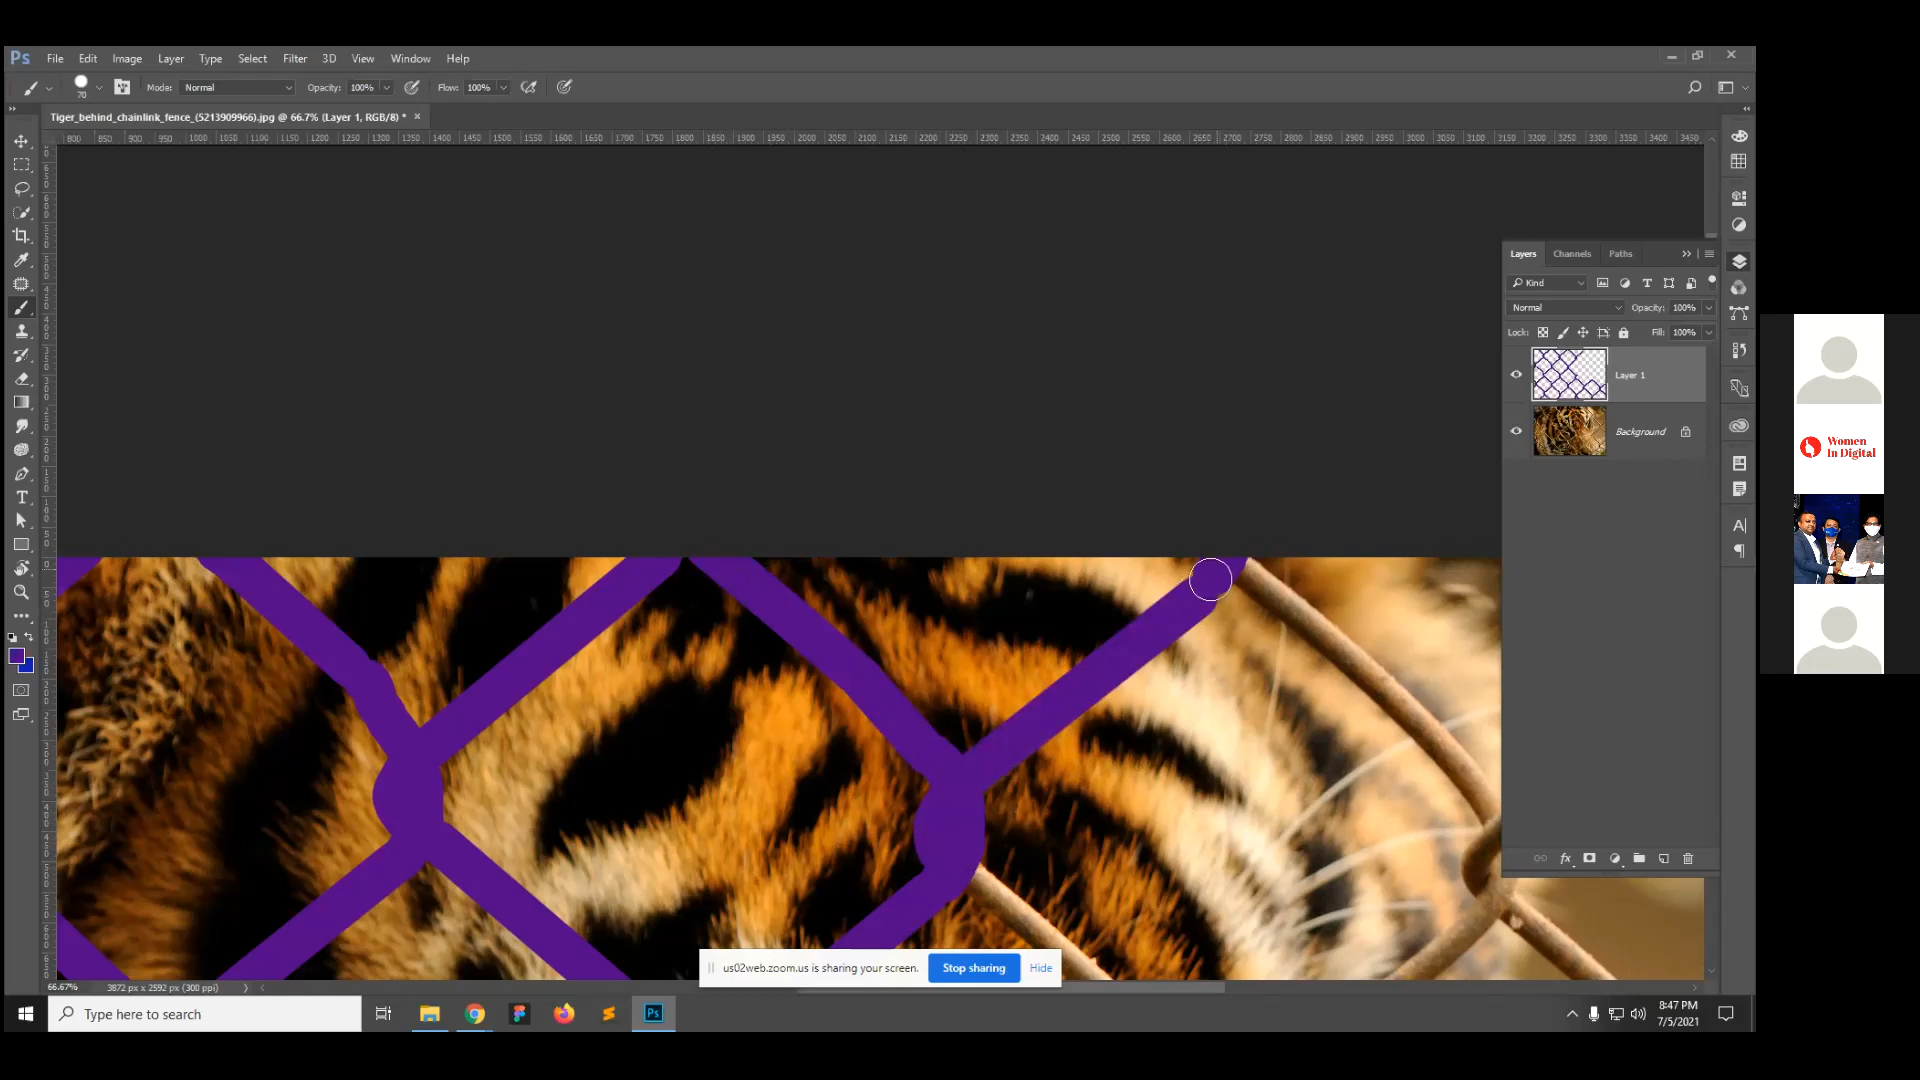 Ps File Edit Image Layer Type Select Filter 3D View Window Help
70 Mode: Normal Opacity: 100% Flow: 100%
Tiger_behind_chainlink_fence_(5213909966).jpg @ 66.7% (Layer 1, RGB/8) * ×
800 850 900 950 1000 1050 1100 1150 1200 1250 1300 1350 1400 1450 1500 1550 1600 1650 1700 1750 1800 1850 1900 1950 2000 2050 2100 2150 2200 2250 2300 2350 2400 2450 2500 2550 2600 2650 2700 2750 2800 2850 2900 2950 3000 3050 3100 3150 3200 3250 3300 3350 3400 3450
Layers Channels Paths
Kind
Normal Opacity: 100%
Lock: Fill: 100%
Layer 1
Background
Women
In Digital
us02web.zoom.us is sharing your screen. Stop sharing Hide
66.67% 3872 px x 2592 px (300 ppi)
Type here to search
Ps
8:47 PM
7/5/2021